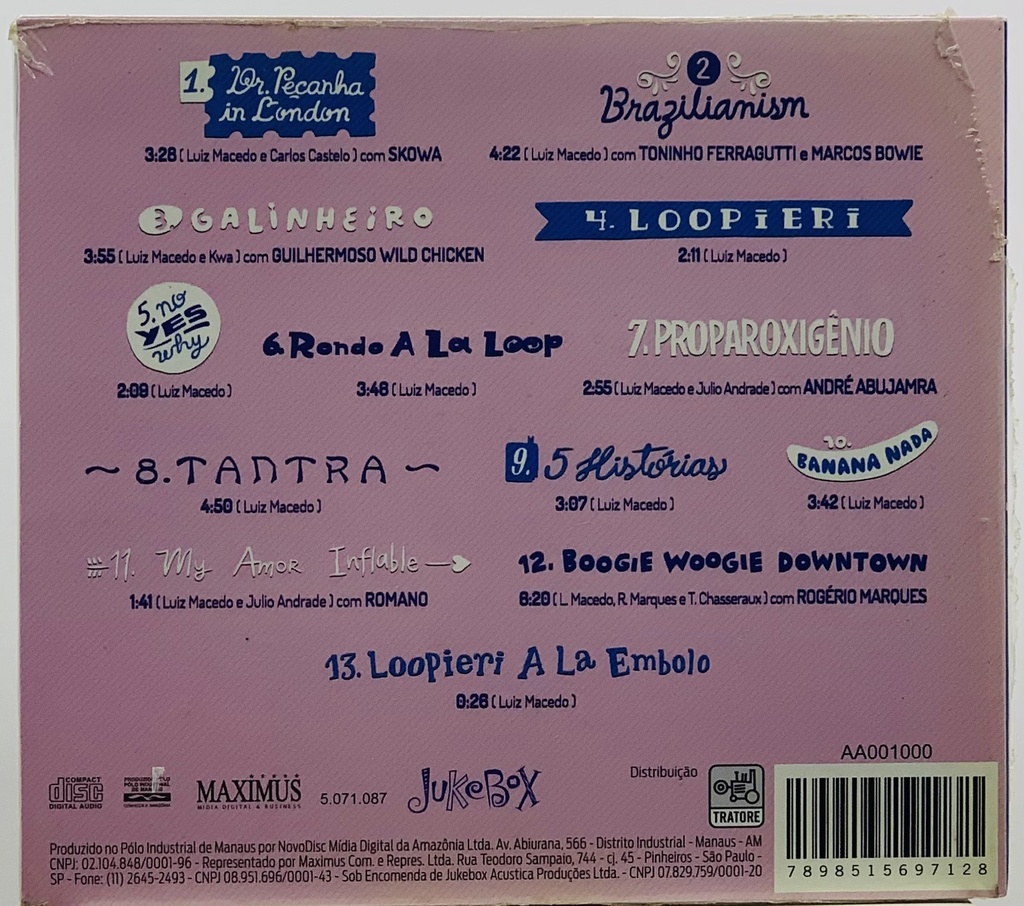 1. Dr. Peçanha
in London
3:28 ( Luiz Macedo e Carlos Castelo ) com SKOWA
2
Brazilianism
4:22 ( Luiz Macedo ) com TONINHO FERRAGUTTI e MARCOS BOWIE
3. GALINHEIRO
3:55 ( Luiz Macedo e Kwa ) com GUILHERMOSO WILD CHICKEN
4. LOOPIERI
2:11 ( Luiz Macedo )
5. no
YES
why
2:08 ( Luiz Macedo )
6. Rondo A La Loop
3:46 ( Luiz Macedo )
7. PROPAROXIGÊNIO
2:55 ( Luiz Macedo e Julio Andrade ) com ANDRÉ ABUJAMRA
~ 8. TANTRA ~
4:50 ( Luiz Macedo )
9. 5 Histórias
3:07 ( Luiz Macedo )
10.
BANANA NADA
3:42 ( Luiz Macedo )
11. My Amor Inflable
1:41 ( Luiz Macedo e Julio Andrade ) com ROMANO
12. BOOGIE WOOGIE DOWNTOWN
6:20 ( L. Macedo, R. Marques e T. Chasseraux ) com ROGÉRIO MARQUES
13. Loopieri A La Embolo
0:26 ( Luiz Macedo )
COMPACT
disc
DIGITAL AUDIO
MAXIMUS
MÍDIA DIGITAL & BUSINESS
5.071.087
JUKEBOX
Distribuição
TRATORE
AA001000
7898515697128
Produzido no Pólo Industrial de Manaus por NovoDisc Mídia Digital da Amazônia Ltda. Av. Abiurana, 566 - Distrito Industrial - Manaus - AM
CNPJ: 02.104.848/0001-96 - Representado por Maximus Com. e Repres. Ltda. Rua Teodoro Sampaio, 744 - cj. 45 - Pinheiros - São Paulo -
SP - Fone: (11) 2645-2493 - CNPJ 08.951.696/0001-43 - Sob Encomenda de Jukebox Acustica Produções Ltda. - CNPJ 07.829.759/0001-20